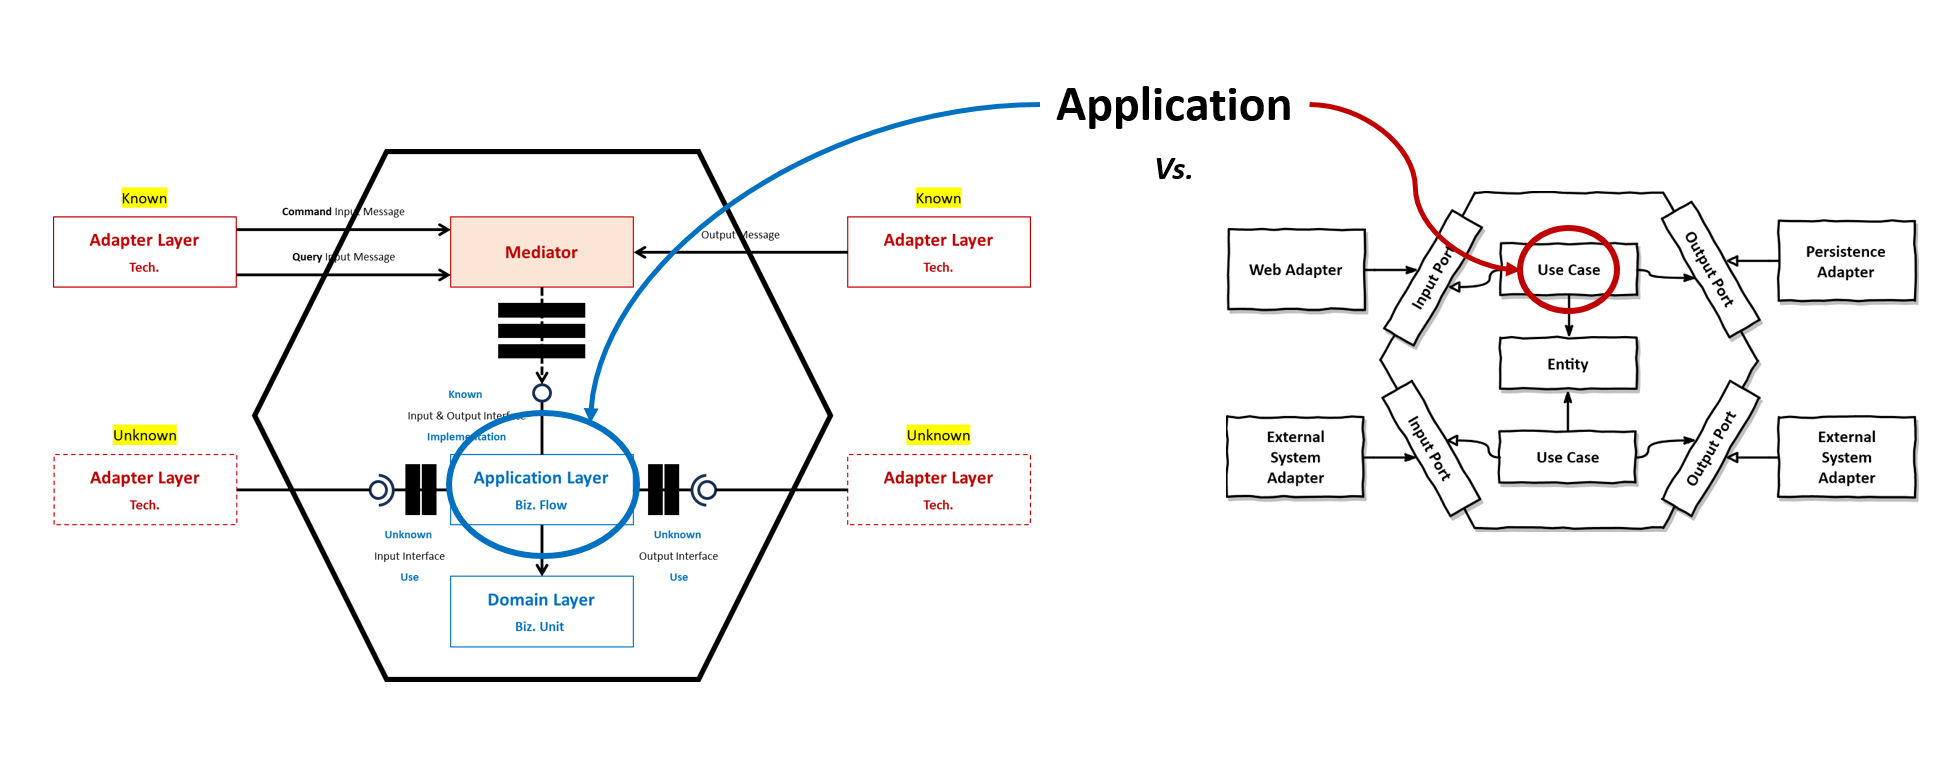 Application
Vs.
Known
Adapter Layer
Tech.
Command Input Message
Query Input Message
Mediator
Output Message
Known
Adapter Layer
Tech.
Known
Input & Output Interface
Implementation
Unknown
Adapter Layer
Tech.
Application Layer
Biz. Flow
Unknown
Adapter Layer
Tech.
Unknown
Input Interface
Use
Unknown
Output Interface
Use
Domain Layer
Biz. Unit
Web Adapter
Input Port
Use Case
Output Port
Persistence
Adapter
Entity
External
System
Adapter
Input Port
Use Case
Output Port
External
System
Adapter